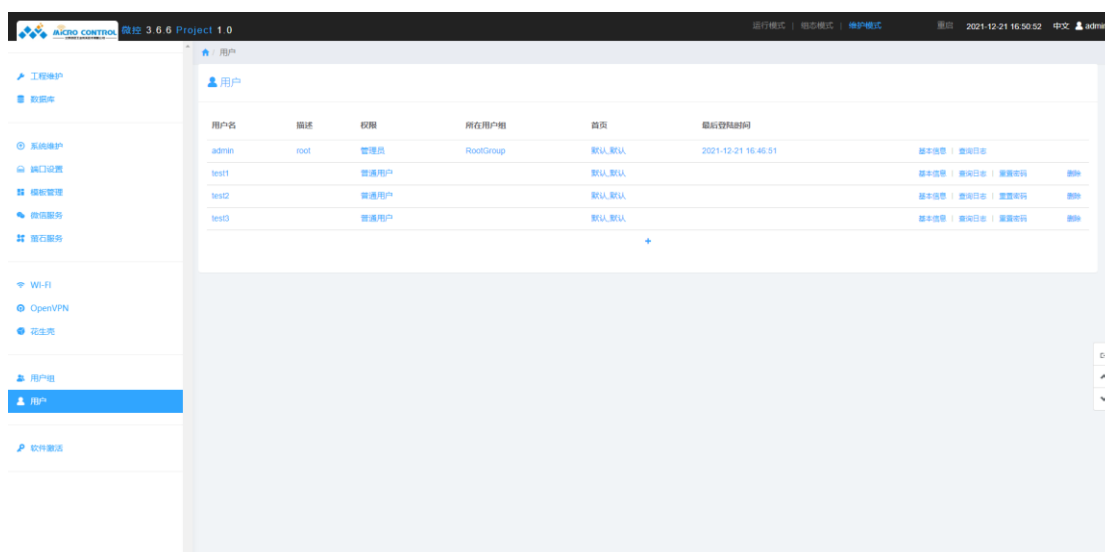 MiCRO CONTROL 微控 3.6.6 Project 1.0
运行模式 | 组态模式 | 维护模式 重启 2021-12-21 16:50:52 中文 admin
/ 用户
工程维护
数据库
系统维护
端口设置
模板管理
微信服务
萤石服务
Wi-Fi
OpenVPN
花生壳
用户组
用户
软件激活
用户
用户名 描述 权限 所在用户组 首页 最后登陆时间
admin root 管理员 RootGroup 默认_默认 2021-12-21 16:46:51 基本信息 | 查询日志
test1 普通用户 默认_默认 基本信息 | 查询日志 | 重置密码 删除
test2 普通用户 默认_默认 基本信息 | 查询日志 | 重置密码 删除
test3 普通用户 默认_默认 基本信息 | 查询日志 | 重置密码 删除
+